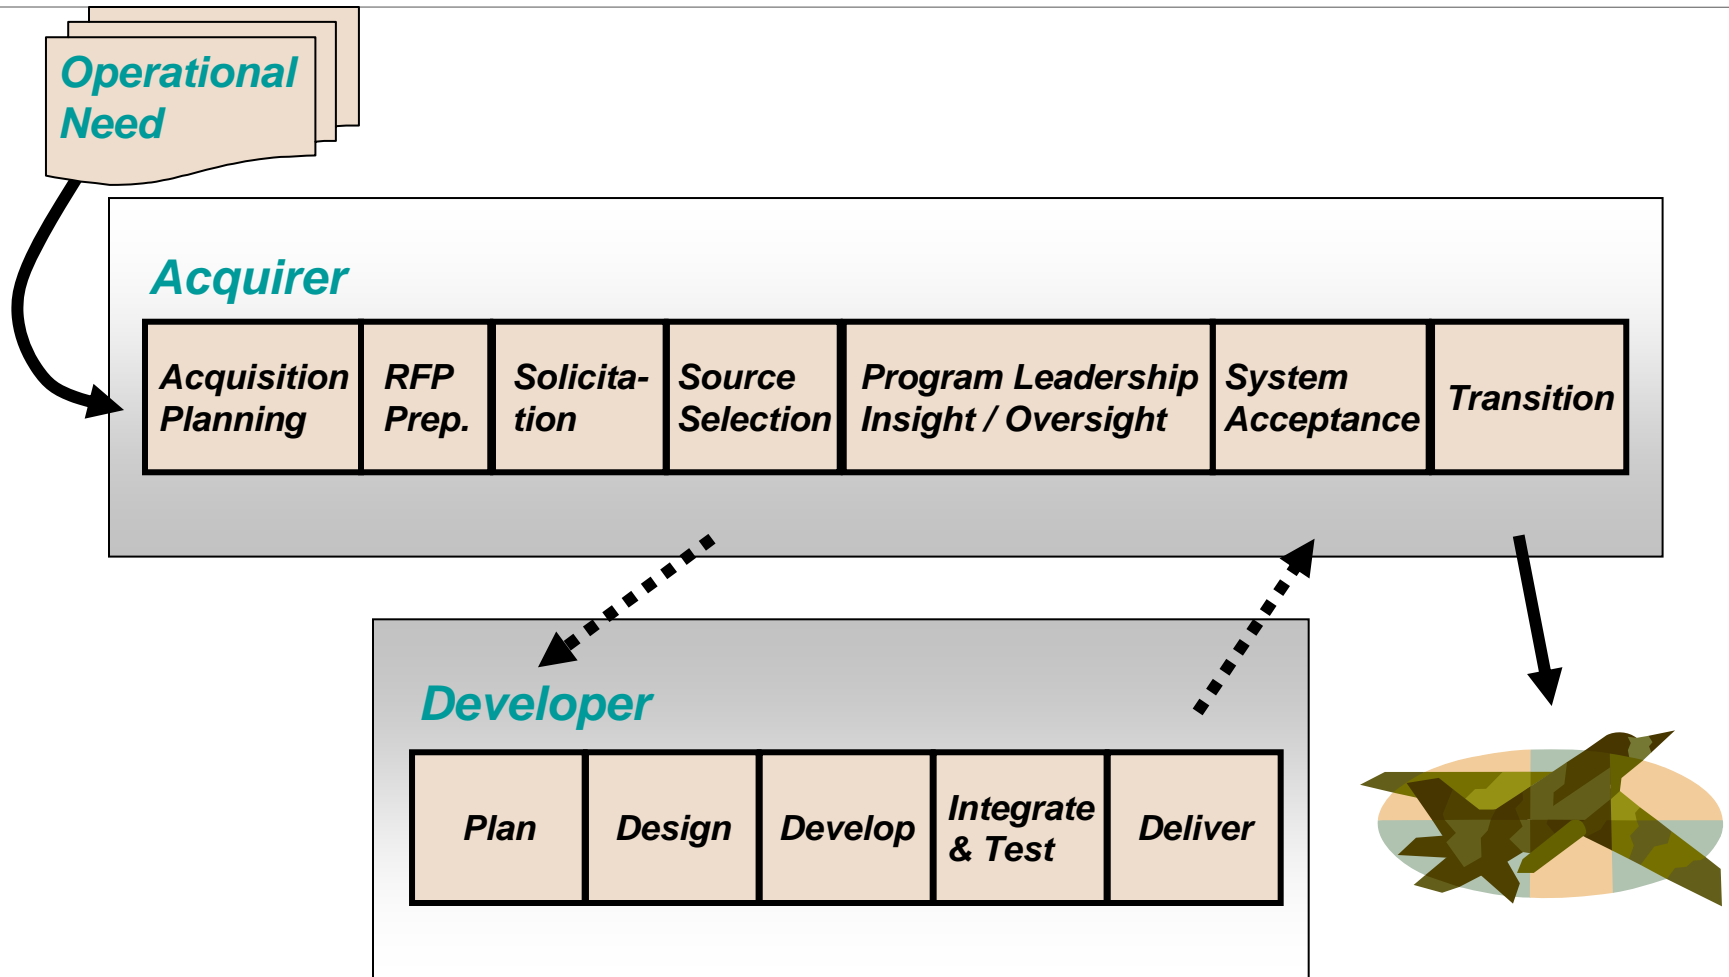 Operational
Need
Acquirer
Acquisition
Planning
RFP
Prep.
Solicita-
tion
Source
Selection
Program Leadership
Insight / Oversight
System
Acceptance
Transition
Developer
Plan
Design
Develop
Integrate
& Test
Deliver